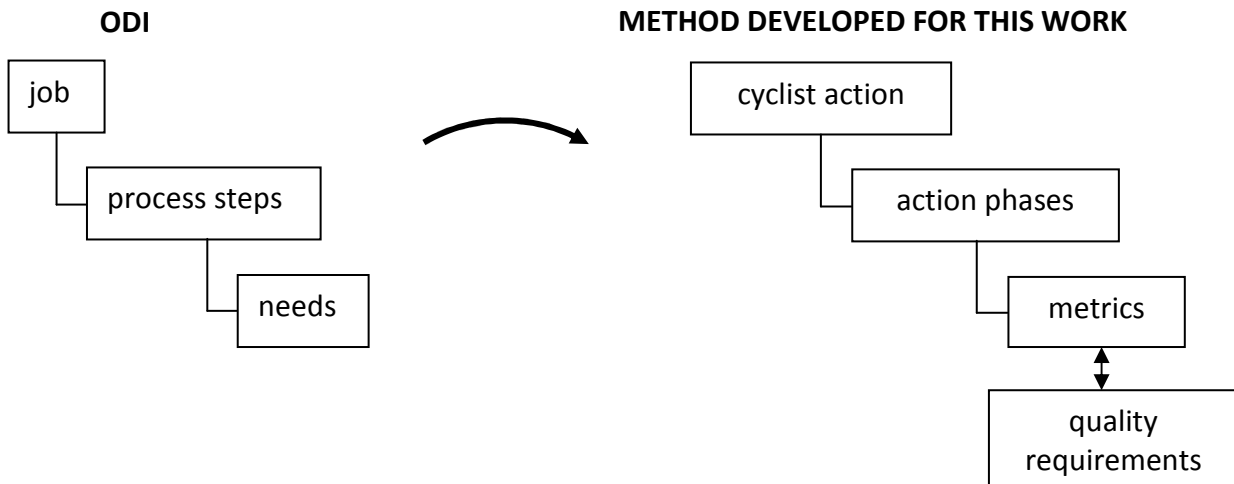 ODI
job
process steps
needs
METHOD DEVELOPED FOR THIS WORK
cyclist action
action phases
metrics
quality
requirements